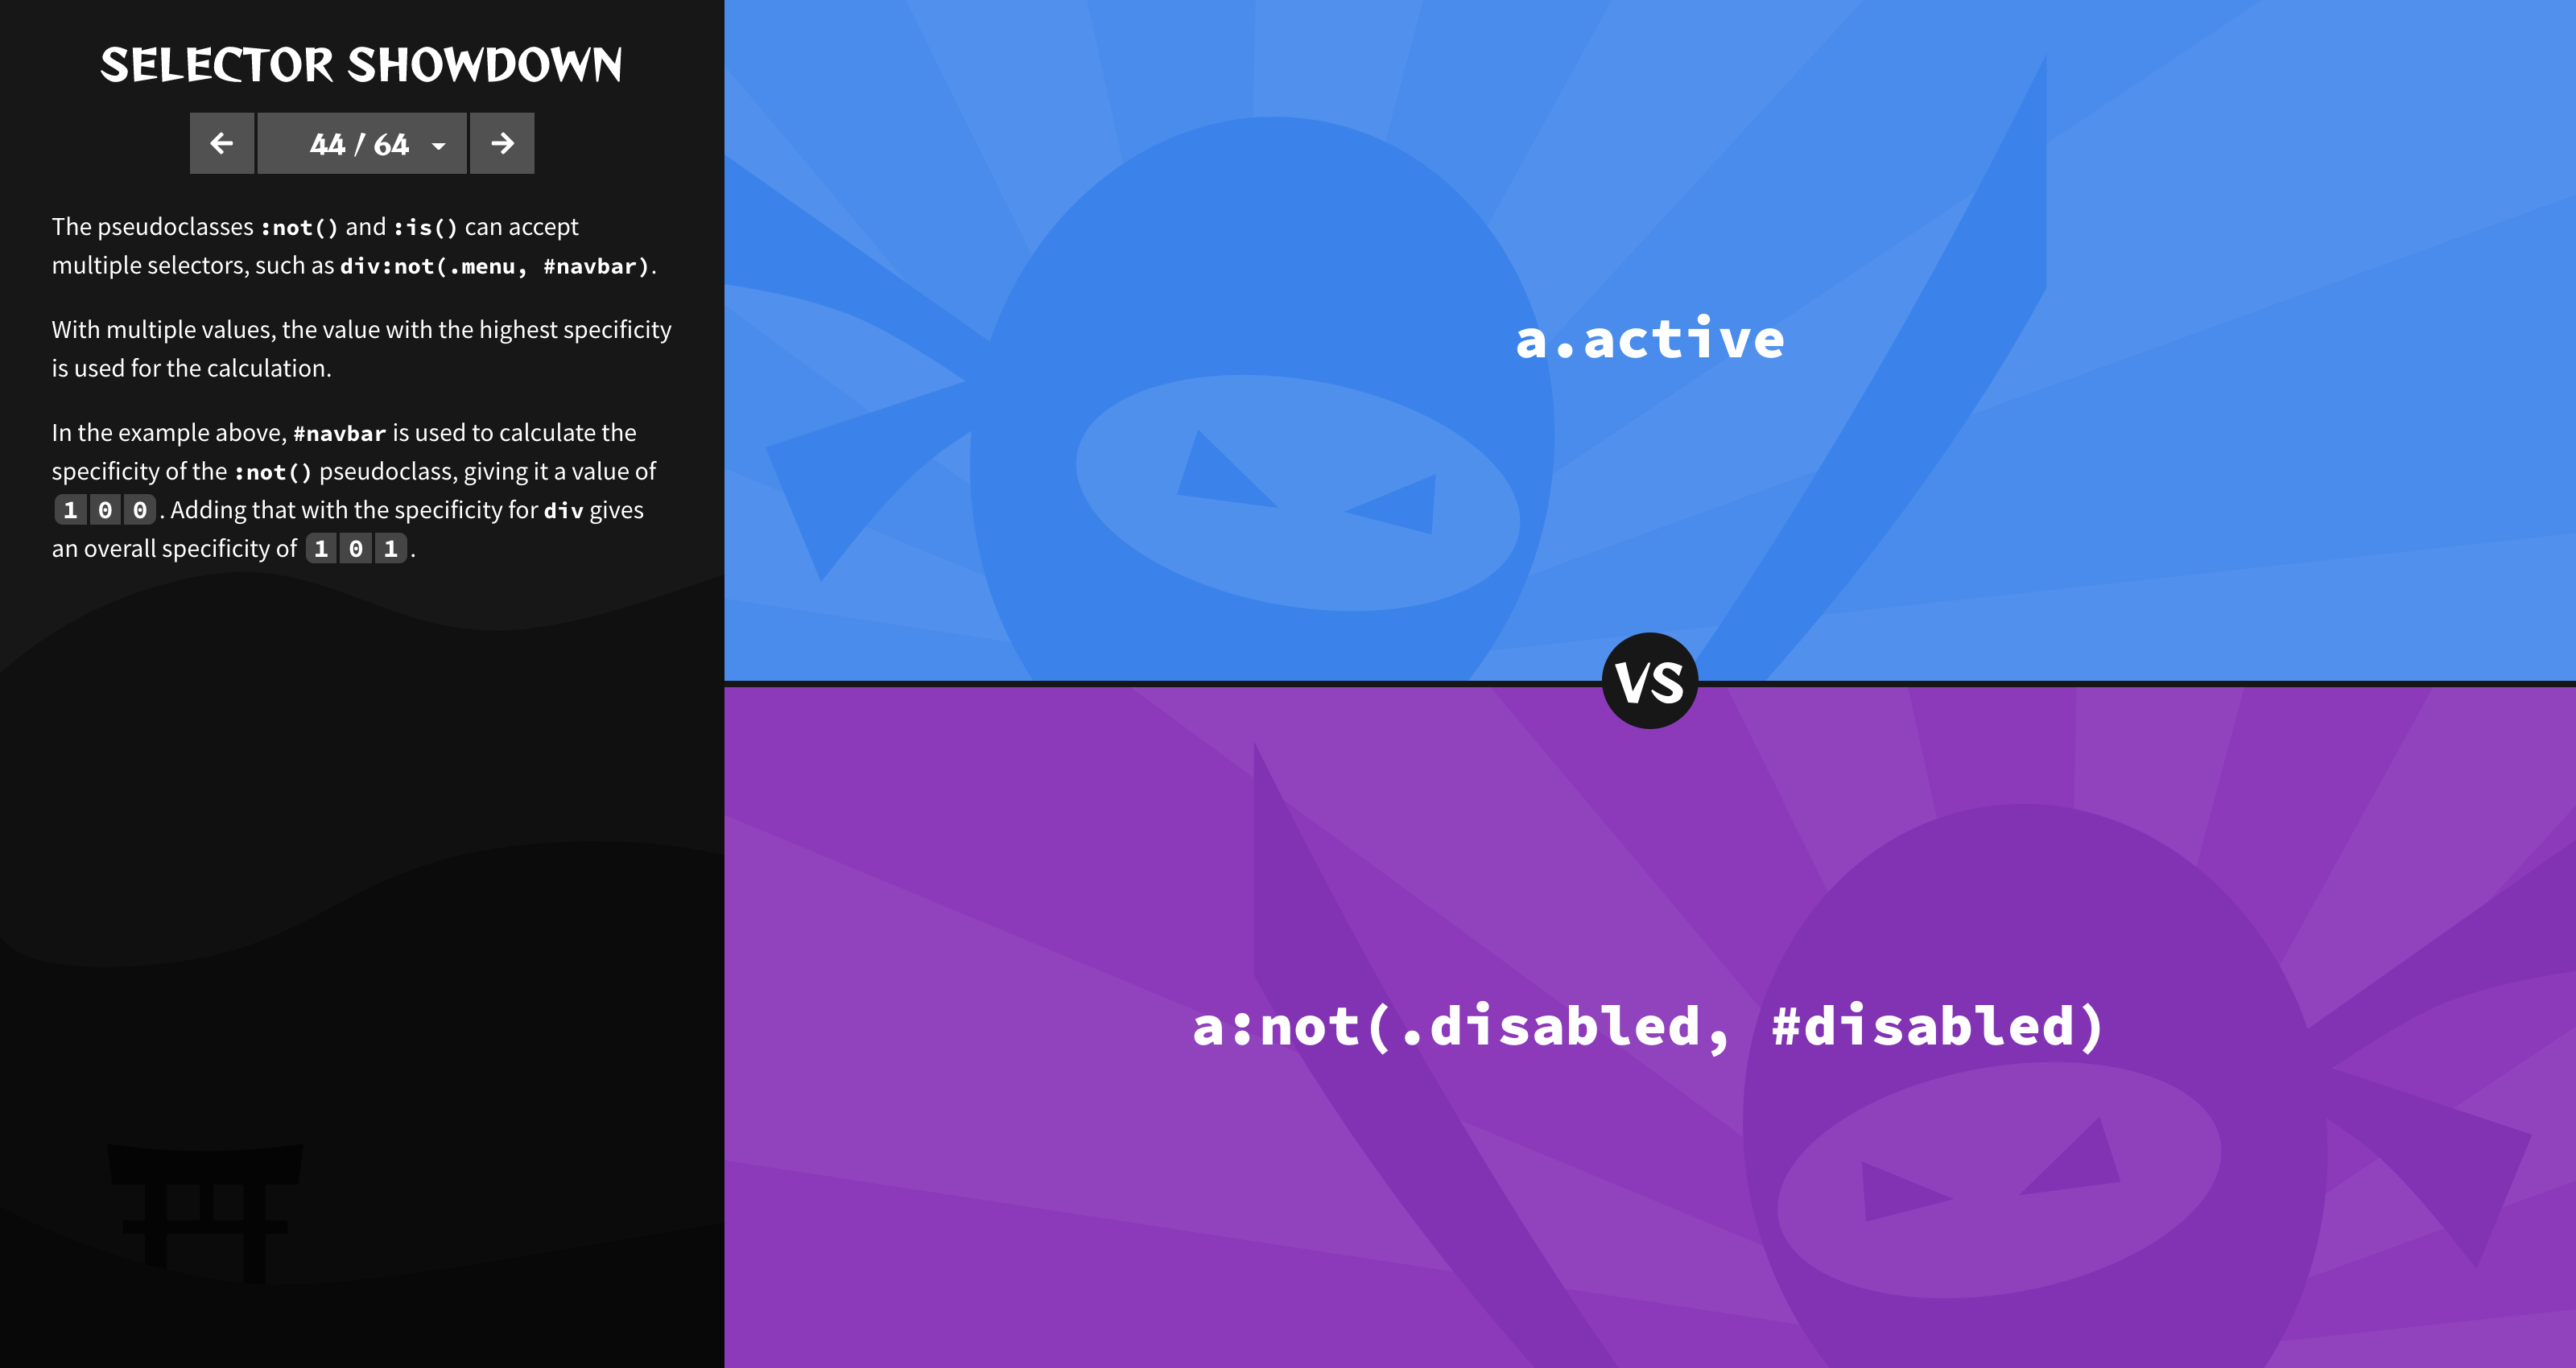 SELECTOR SHOWDOWN
44 / 64
The pseudoclasses :not() and :is() can accept
multiple selectors, such as div:not(.menu, #navbar).
With multiple values, the value with the highest specificity
is used for the calculation.
In the example above, #navbar is used to calculate the
specificity of the :not() pseudoclass, giving it a value of
1 0 0. Adding that with the specificity for div gives
an overall specificity of 1 0 1.
a.active
VS
a:not(.disabled, #disabled)